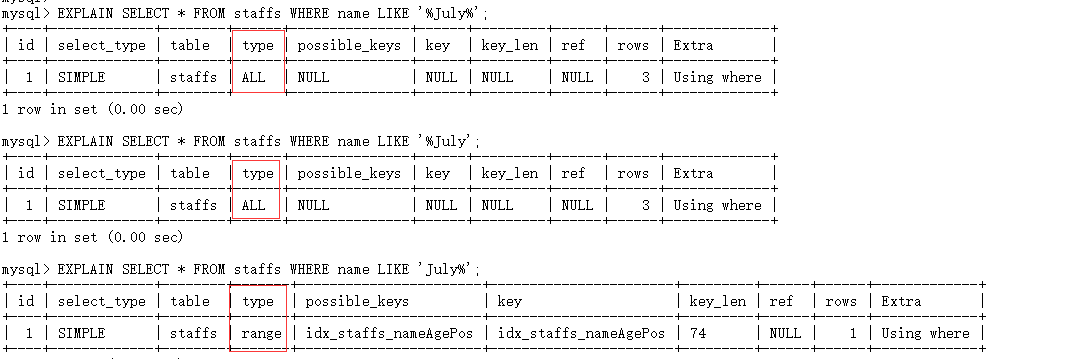 mysql> EXPLAIN SELECT * FROM staffs WHERE name LIKE '%July%';
| id | select_type | table | type | possible_keys | key | key_len | ref | rows | Extra |
| 1 | SIMPLE | staffs | ALL | NULL | NULL | NULL | NULL | 3 | Using where |
1 row in set (0.00 sec)
mysql> EXPLAIN SELECT * FROM staffs WHERE name LIKE '%July';
| id | select_type | table | type | possible_keys | key | key_len | ref | rows | Extra |
| 1 | SIMPLE | staffs | ALL | NULL | NULL | NULL | NULL | 3 | Using where |
1 row in set (0.00 sec)
mysql> EXPLAIN SELECT * FROM staffs WHERE name LIKE 'July%';
| id | select_type | table | type | possible_keys | key | key_len | ref | rows | Extra |
| 1 | SIMPLE | staffs | range | idx_staffs_nameAgePos | idx_staffs_nameAgePos | 74 | NULL | 1 | Using where |